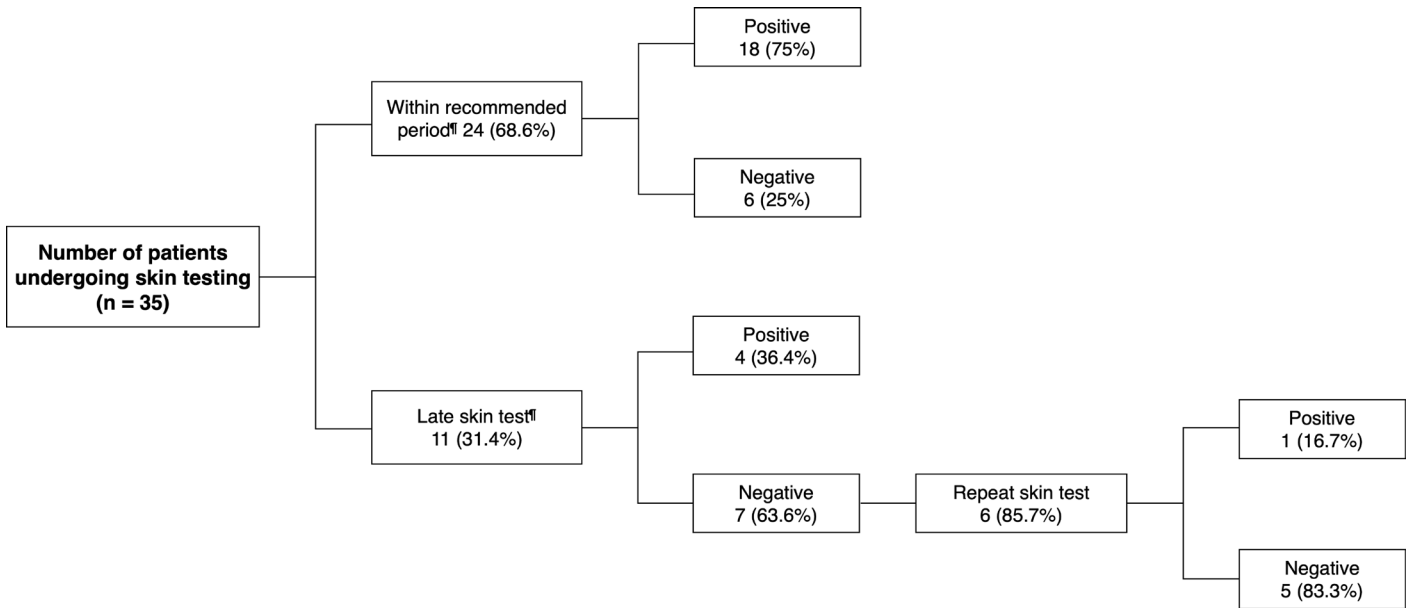 Number of patients
undergoing skin testing
(n = 35)
Within recommended
period¶ 24 (68.6%)
Positive
18 (75%)
Negative
6 (25%)
Late skin test¶
11 (31.4%)
Positive
4 (36.4%)
Negative
7 (63.6%)
Repeat skin test
6 (85.7%)
Positive
1 (16.7%)
Negative
5 (83.3%)